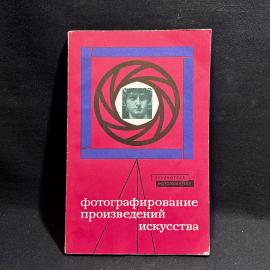 библиотека
фотолюбителя
фотографирование
произведений
искусства